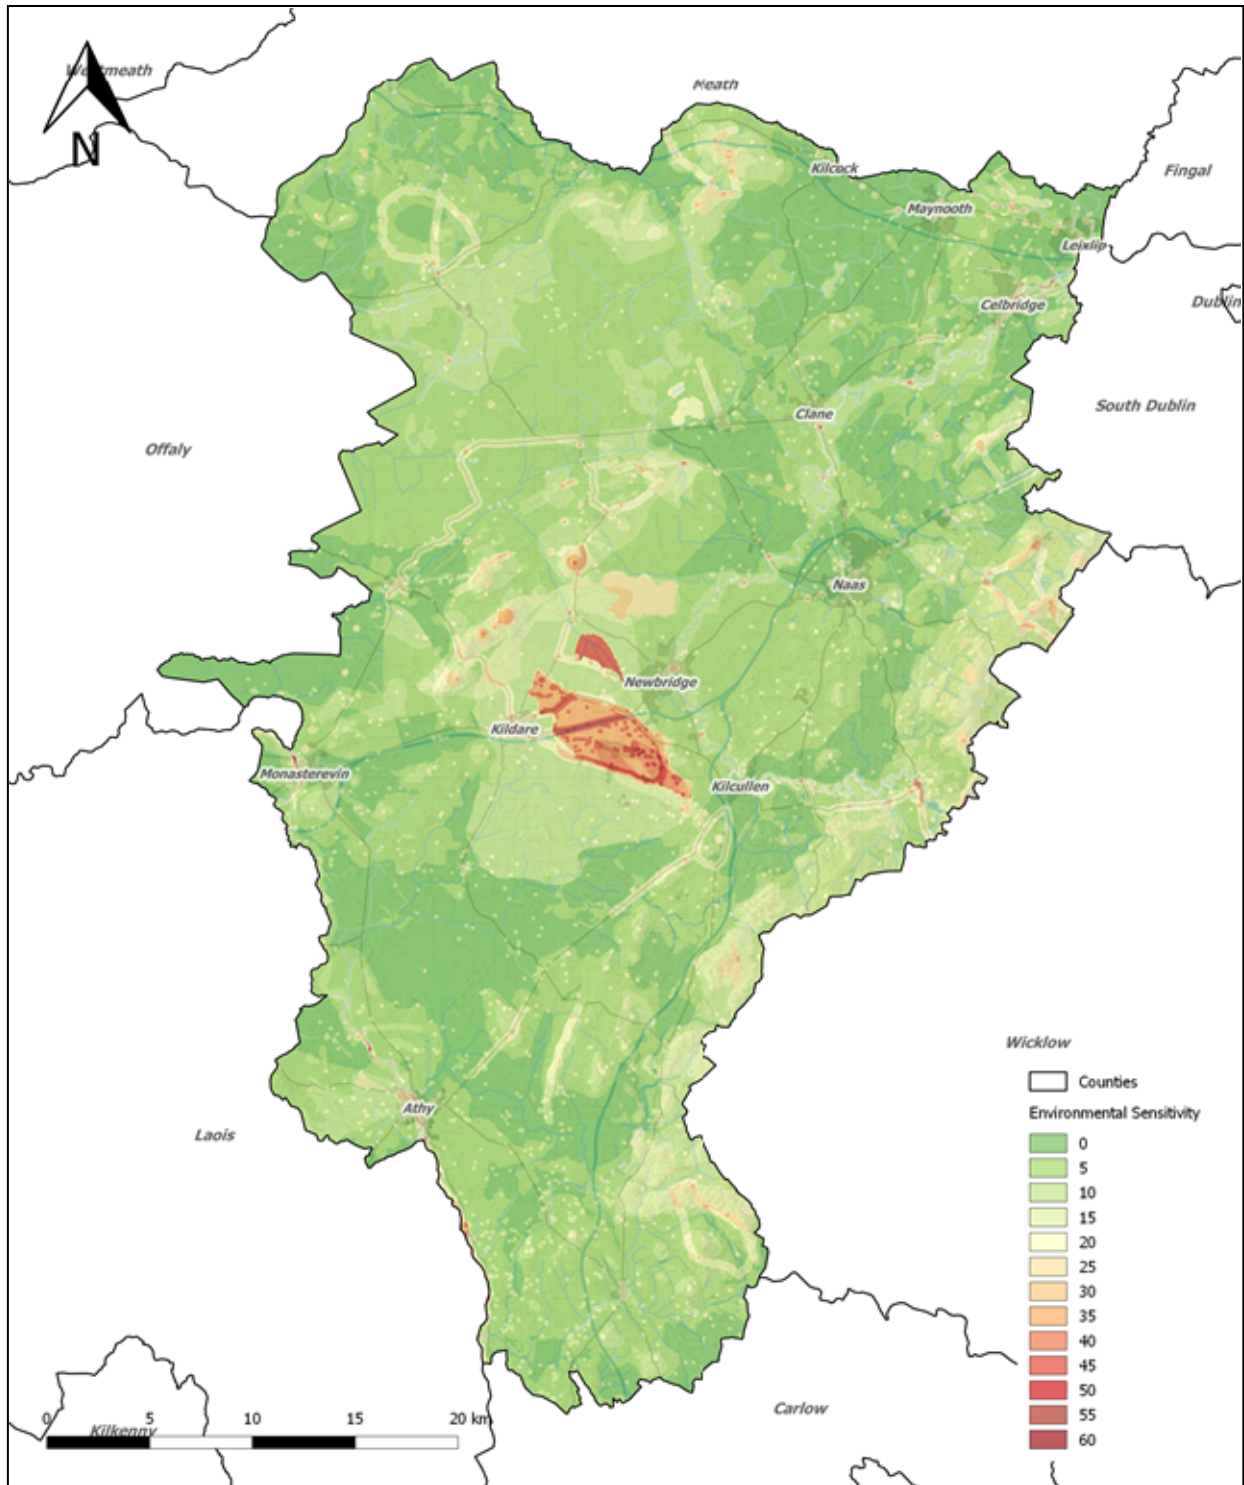 Westmeath
N
Meath
Kilcock
Fingal
Maynooth
Leixlip
Celbridge
Dublin
South Dublin
Clane
Offaly
Naas
Newbridge
Kildare
Monasterevin
Kilcullen
Wicklow
Counties
Environmental Sensitivity
Athy
Laois
0
5
10
15
20
25
30
35
40
45
50
55
60
Carlow
0 5 10 15 20 km
Kilkenny